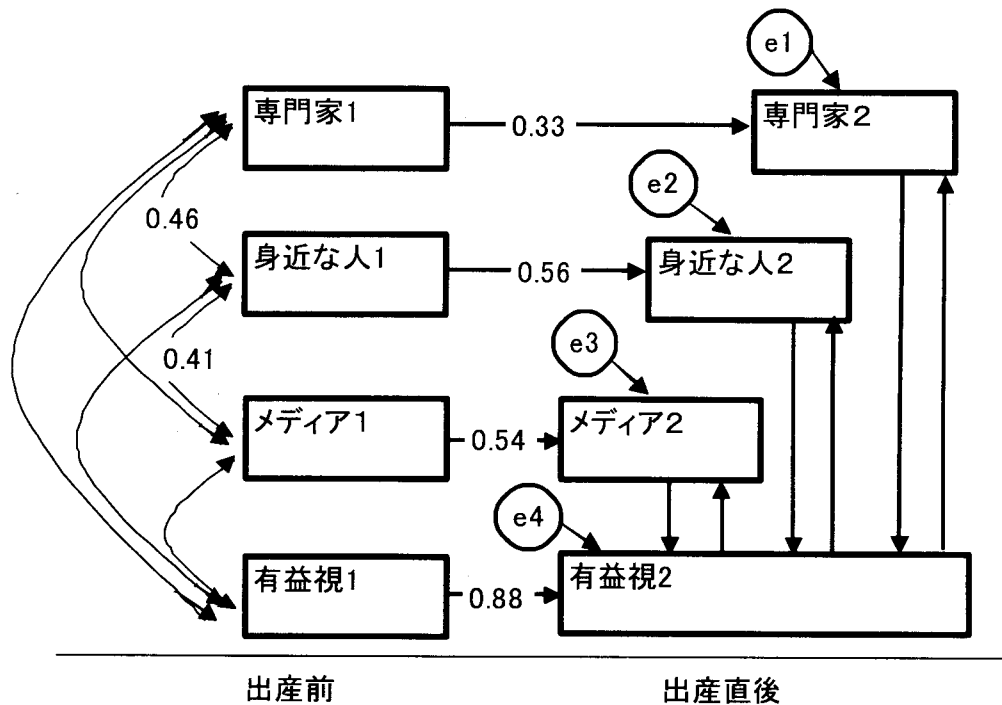 e1
専門家1
0.33
専門家2
e2
0.46
身近な人1
0.56
身近な人2
e3
0.41
メディア1
0.54
メディア2
e4
有益視1
0.88
有益視2
出産前
出産直後